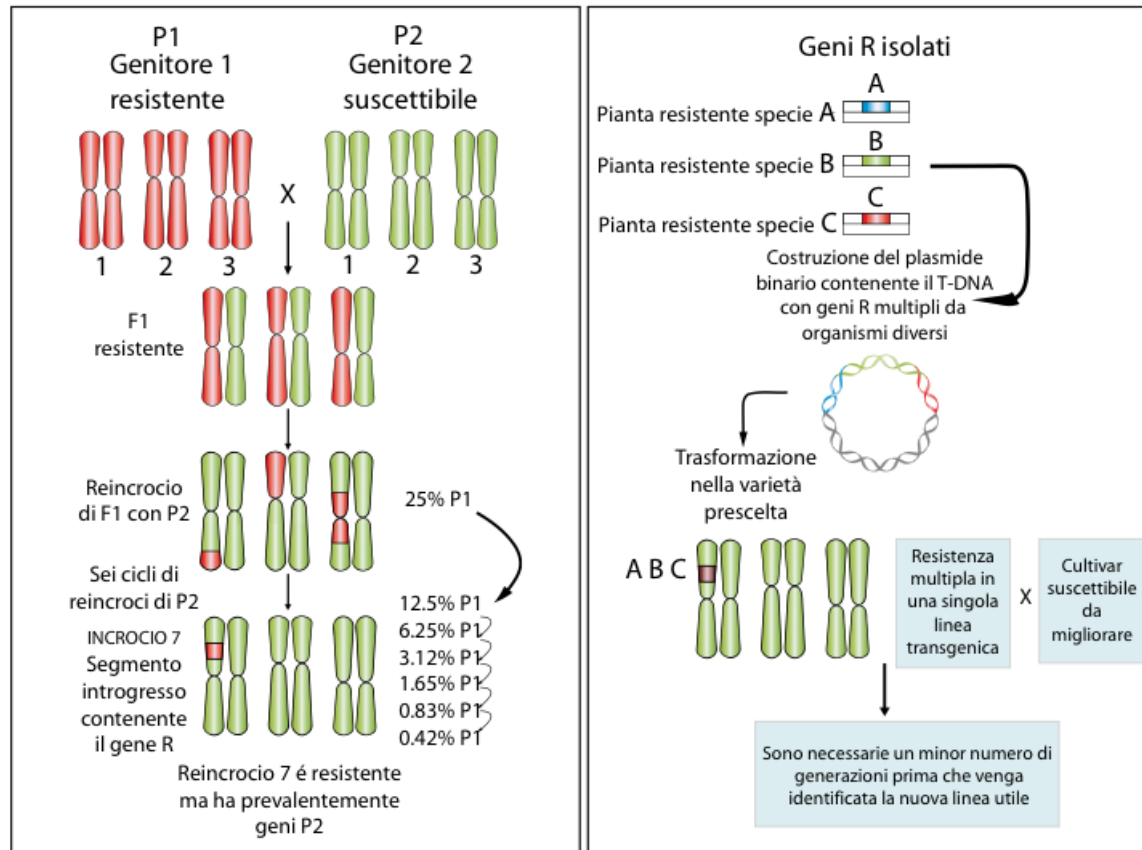 P1
Genitore 1
resistente
P2
Genitore 2
suscettibile
X
1 2 3
1 2 3
F1
resistente
Reincrocio
di F1 con P2
25% P1
Sei cicli di
reincroci di P2
INCROCIO 7
Segmento
introgresso
contenente
il gene R
12.5% P1
6.25% P1
3.12% P1
1.65% P1
0.83% P1
0.42% P1
Reincrocio 7 é resistente
ma ha prevalentemente
geni P2
Geni R isolati
A
Pianta resistente specie A
B
Pianta resistente specie B
C
Pianta resistente specie C
Costruzione del plasmide
binario contenente il T-DNA
con geni R multipli da
organismi diversi
Trasformazione
nella varietà
prescelta
A B C
Resistenza
multipla in
una singola
linea
transgenica
X
Cultivar
suscettibile
da
migliorare
Sono necessarie un minor numero di
generazioni prima che venga
identificata la nuova linea utile